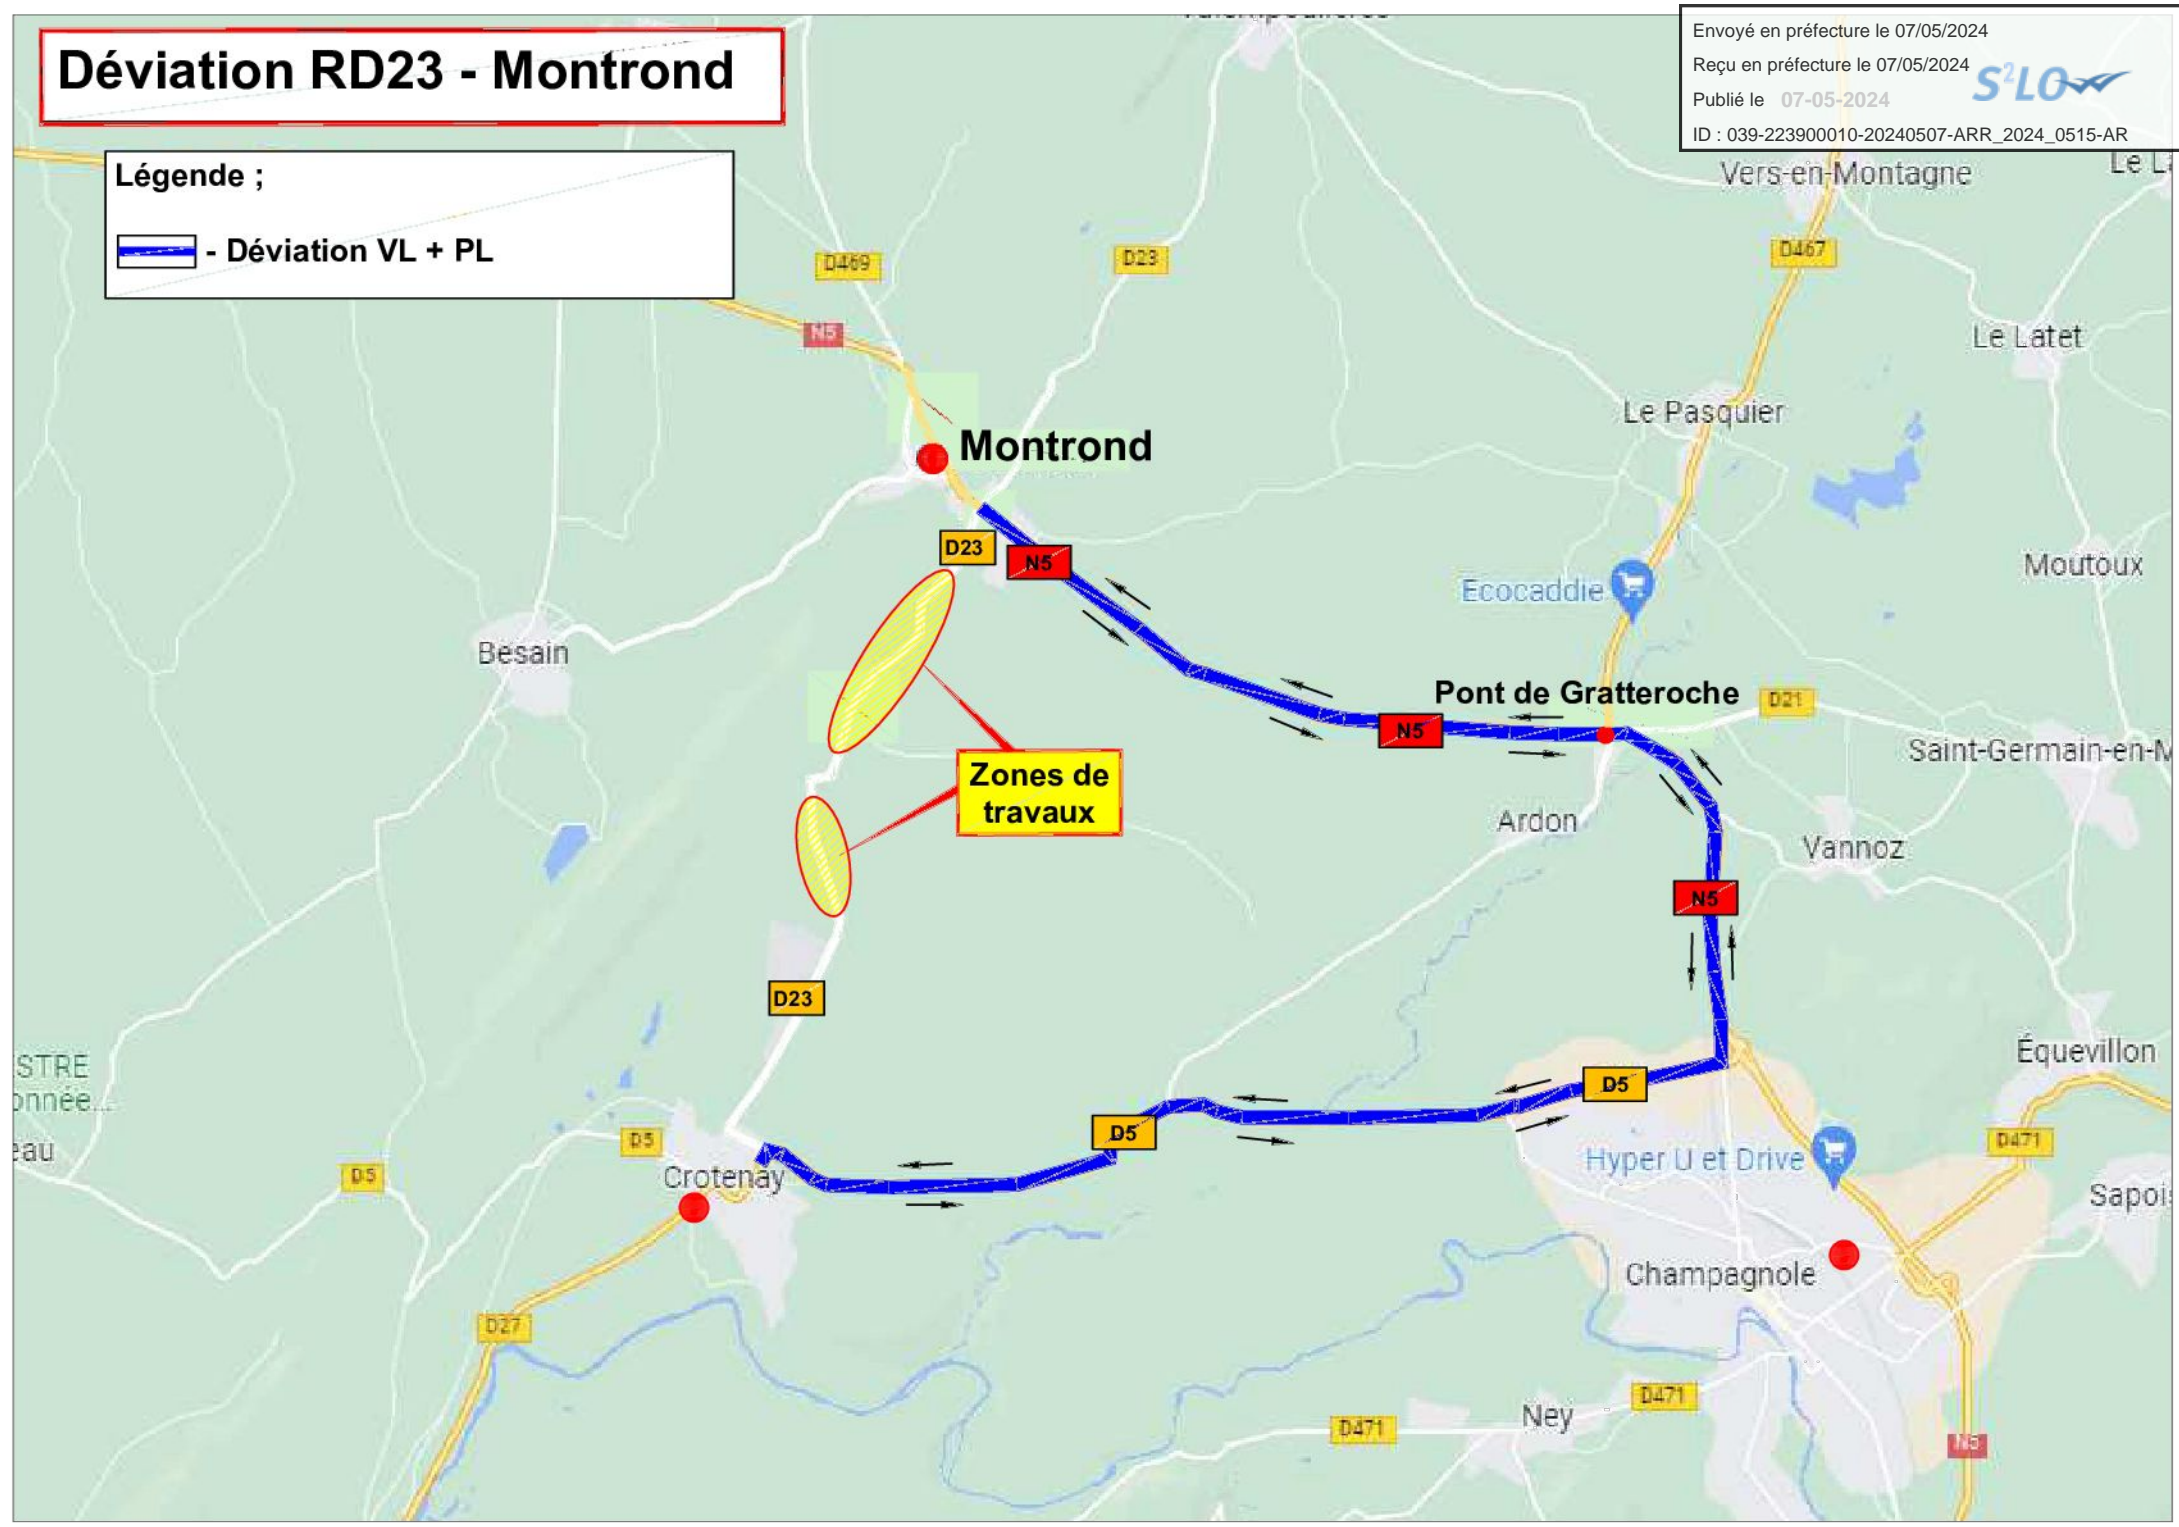 Déviation RD23 - Montrond
Envoyé en préfecture le 07/05/2024
Reçu en préfecture le 07/05/2024
Publié le 07-05-2024
S²LOW
ID : 039-223900010-20240507-ARR_2024_0515-AR
Légende ;
- Déviation VL + PL
Vers-en-Montagne
D469
D23
D467
N5
Le Latet
Le Pasquier
Montrond
D23
N5
Moutoux
Ecocaddie
Besain
Pont de Gratteroche
D21
N5
Saint-Germain-en-M
Zones de
travaux
Ardon
Vannoz
N5
D23
Équevillon
STRE
onnée...
D5
D5
D5
D5
eau
Crotenay
Hyper U et Drive
D471
Sapois
Champagnole
D27
D471
D471
Ney
N5